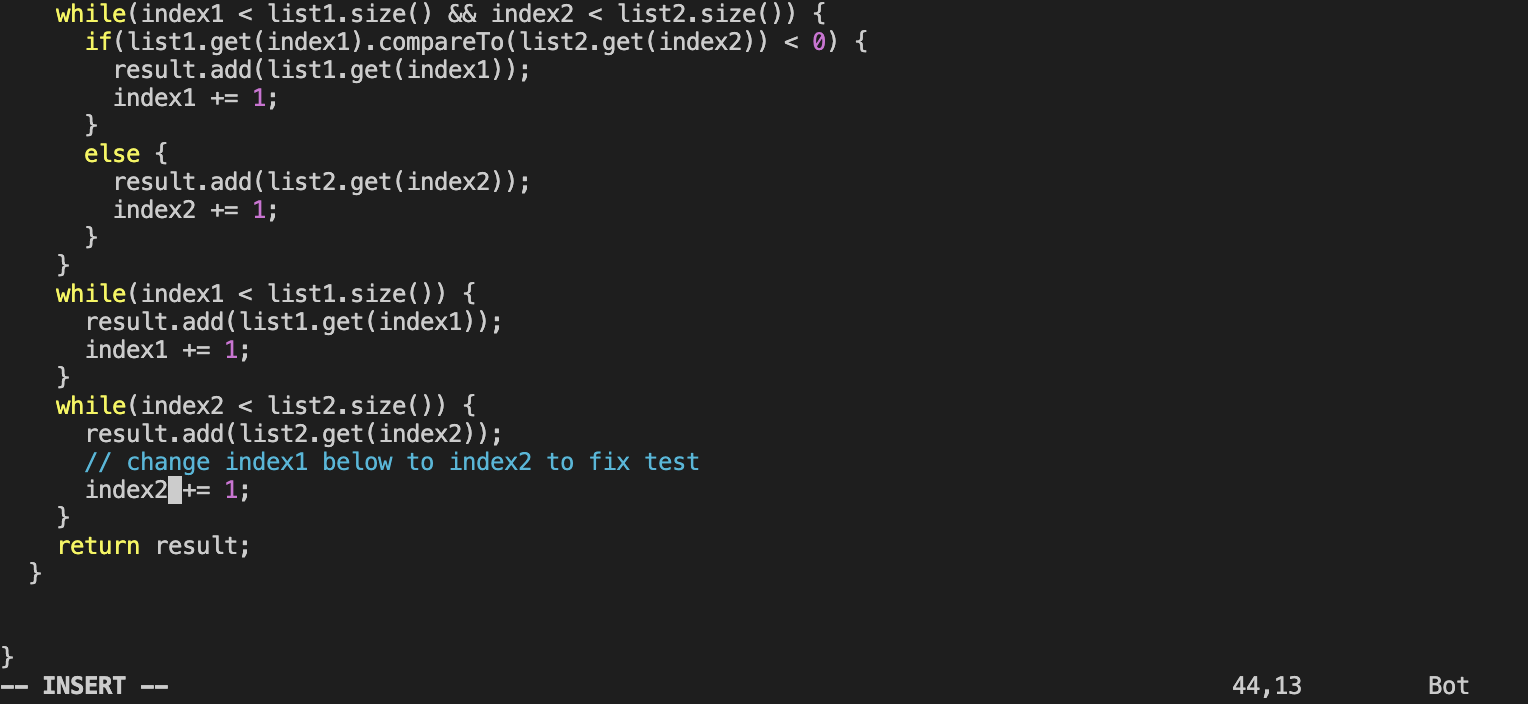 while(index1 < list1.size() && index2 < list2.size()) {
      if(list1.get(index1).compareTo(list2.get(index2)) < 0) {
        result.add(list1.get(index1));
        index1 += 1;
      }
      else {
        result.add(list2.get(index2));
        index2 += 1;
      }
    }
    while(index1 < list1.size()) {
      result.add(list1.get(index1));
      index1 += 1;
    }
    while(index2 < list2.size()) {
      result.add(list2.get(index2));
      // change index1 below to index2 to fix test
      index2 += 1;
    }
    return result;
  }
}
-- INSERT -- 44,13 Bot